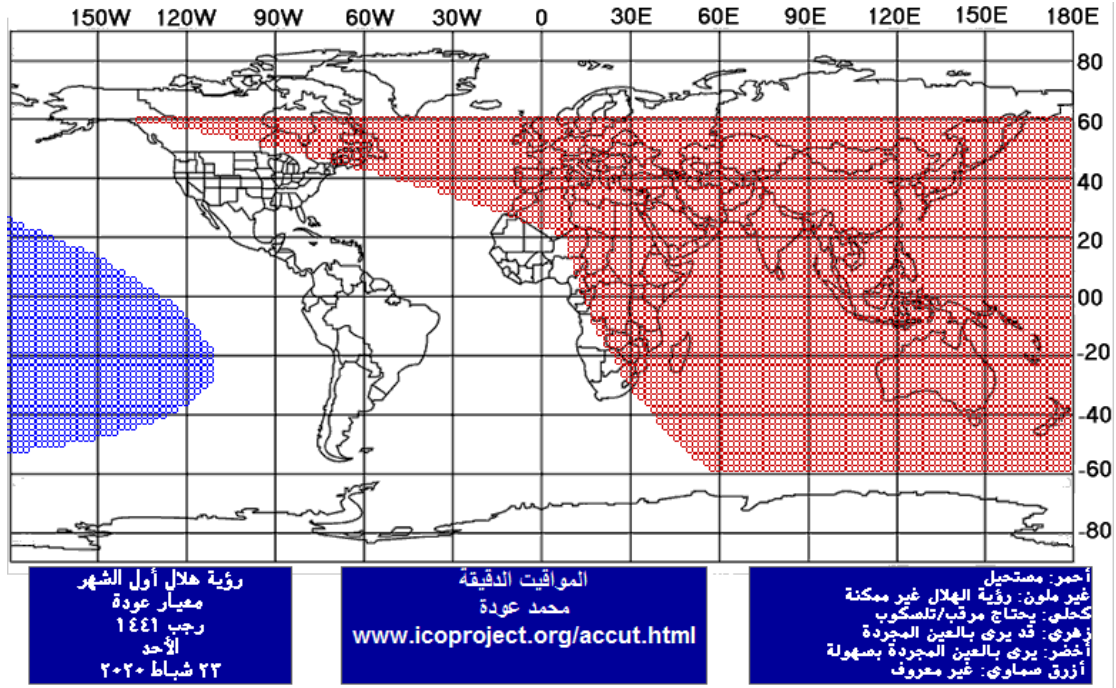 150W 120W 90W 60W 30W 0 30E 60E 90E 120E 150E 180E
80
60
40
20
00
-20
-40
-60
-80
رؤية هلال أول الشهر
معيار عودة
رجب ١٤٤١
الأحد
٢٣ شباط ٢٠٢٠
المواقيت الدقيقة
محمد عودة
www.icoproject.org/accut.html
أحمر: مستحيل
غير ملون: رؤية الهلال غير ممكنة
كحلي: يحتاج مرقب/تلسكوب
زهري: قد يرى بالعين المجردة
أخضر: يرى بالعين المجردة بسهولة
أزرق سماوي: غير معروف